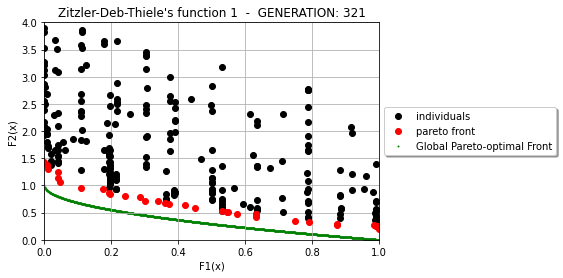 Zitzler-Deb-Thiele's function 1 - GENERATION: 321
4.0
3.5
3.0
2.5
2.0
1.5
1.0
0.5
0.0
F2(x)
0.0 0.2 0.4 0.6 0.8 1.0
F1(x)
individuals
pareto front
Global Pareto-optimal Front